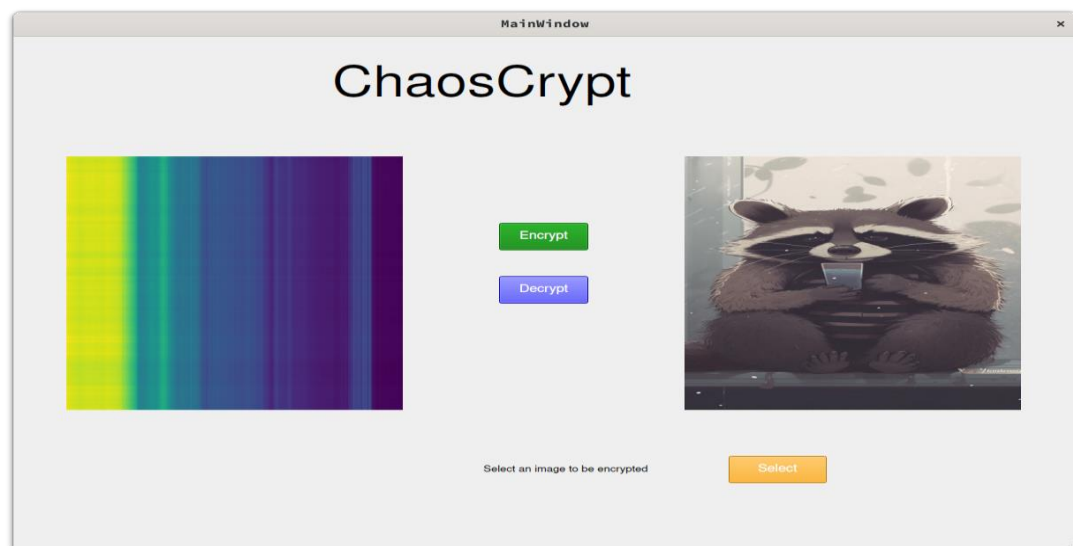 MainWindow
ChaosCrypt
Encrypt
Decrypt
Select an image to be encrypted
Select